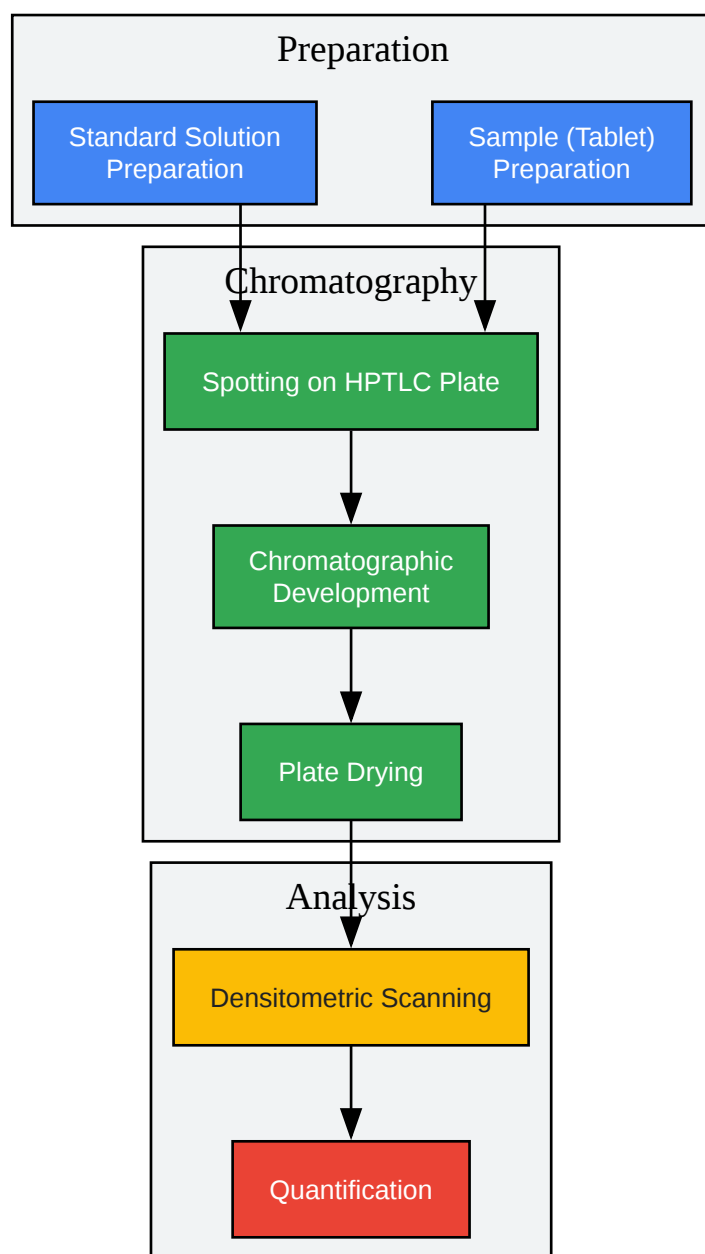 Preparation
Standard Solution
Preparation
Sample (Tablet)
Preparation
Chromatography
Spotting on HPTLC Plate
Chromatographic
Development
Plate Drying
Analysis
Densitometric Scanning
Quantification